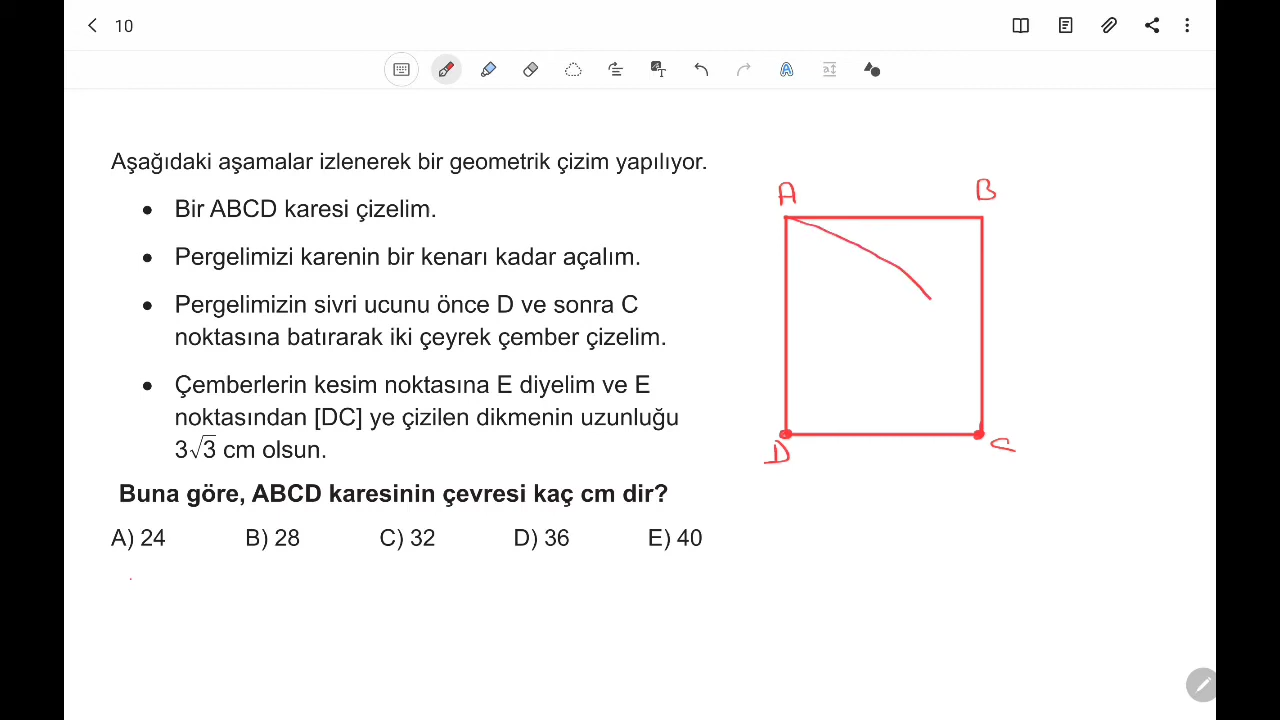 10
Aşağıdaki aşamalar izlenerek bir geometrik çizim yapılıyor.
• Bir ABCD karesi çizelim.
• Pergelimizi karenin bir kenarı kadar açalım.
• Pergelimizin sivri ucunu önce D ve sonra C
noktasına batırarak iki çeyrek çember çizelim.
• Çemberlerin kesim noktasına E diyelim ve E
noktasından [DC] ye çizilen dikmenin uzunluğu
3√3 cm olsun.
Buna göre, ABCD karesinin çevresi kaç cm dir?
A) 24 B) 28 C) 32 D) 36 E) 40
A B
D C